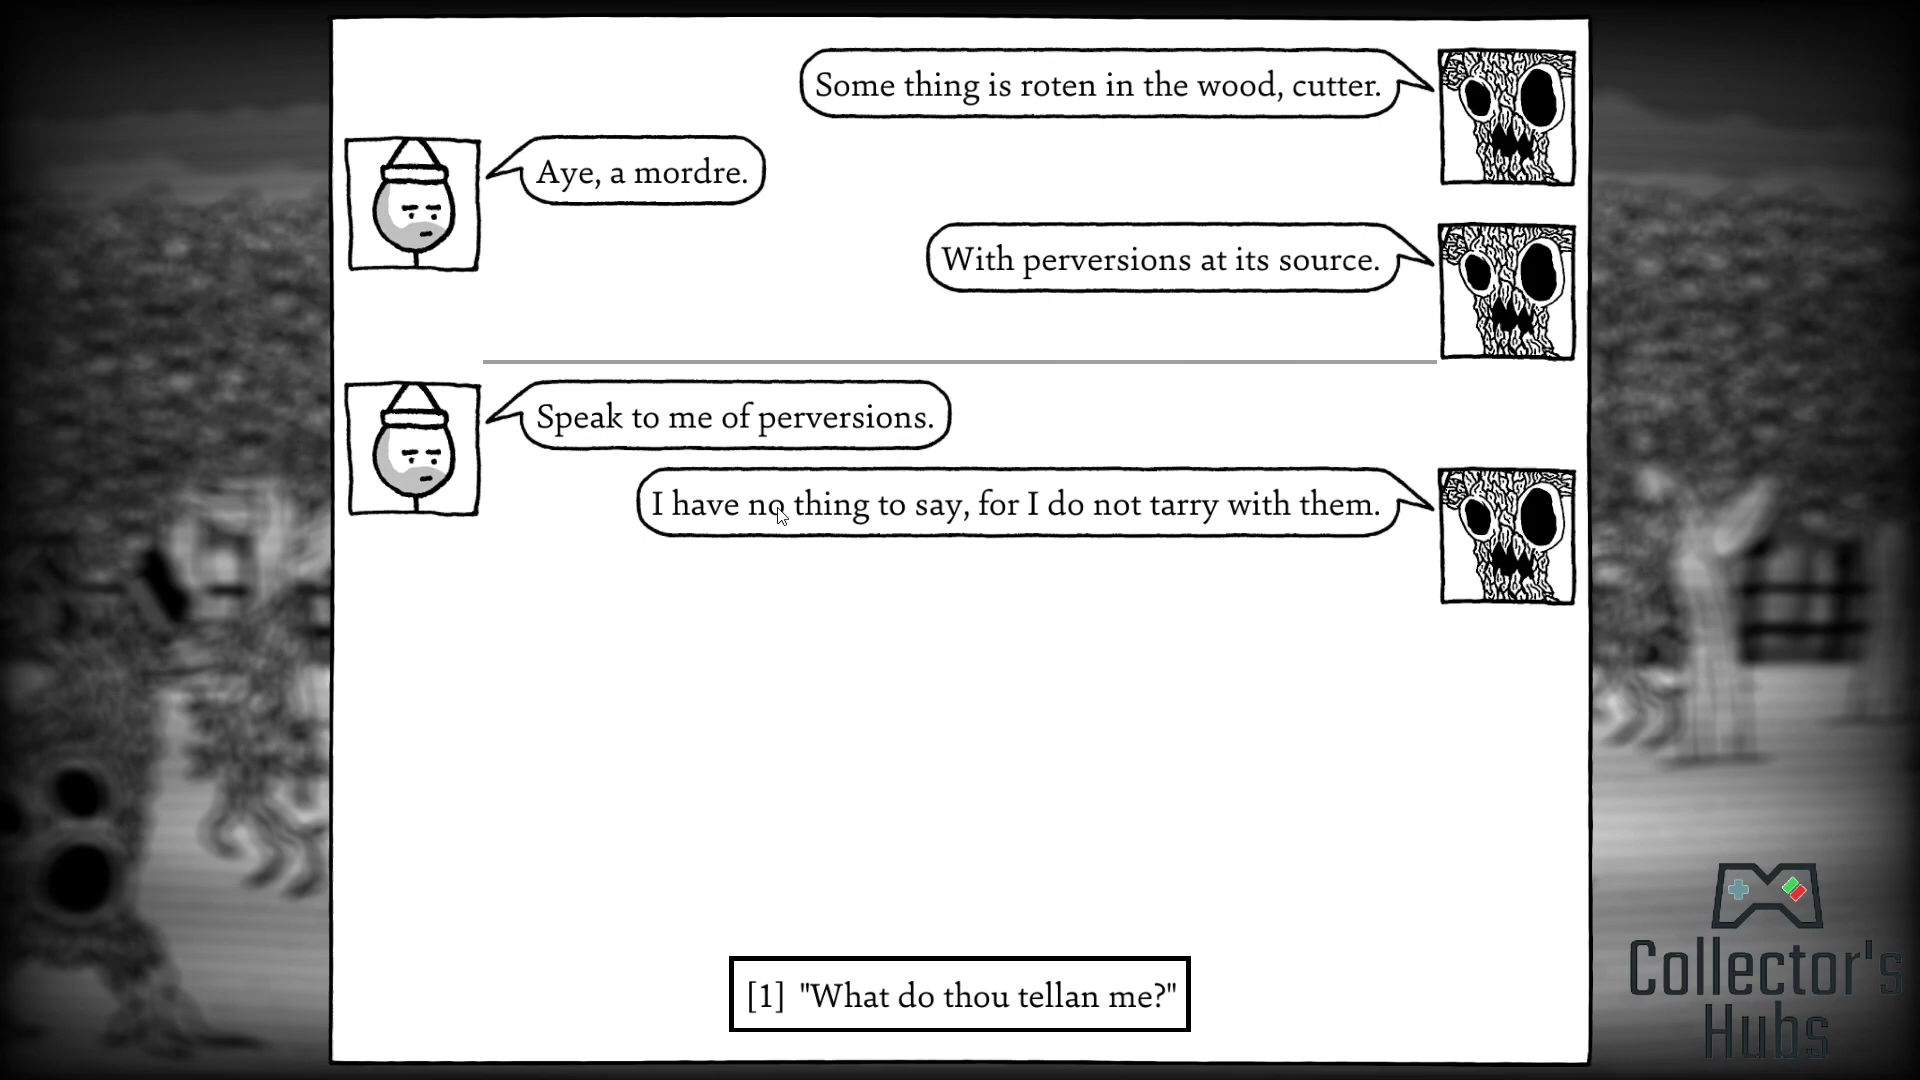 Some thing is roten in the wood, cutter.
Aye, a mordre.
With perversions at its source.
Speak to me of perversions.
I have no thing to say, for I do not tarry with them.
[1] "What do thou tellan me?"
Collector's
Hubs